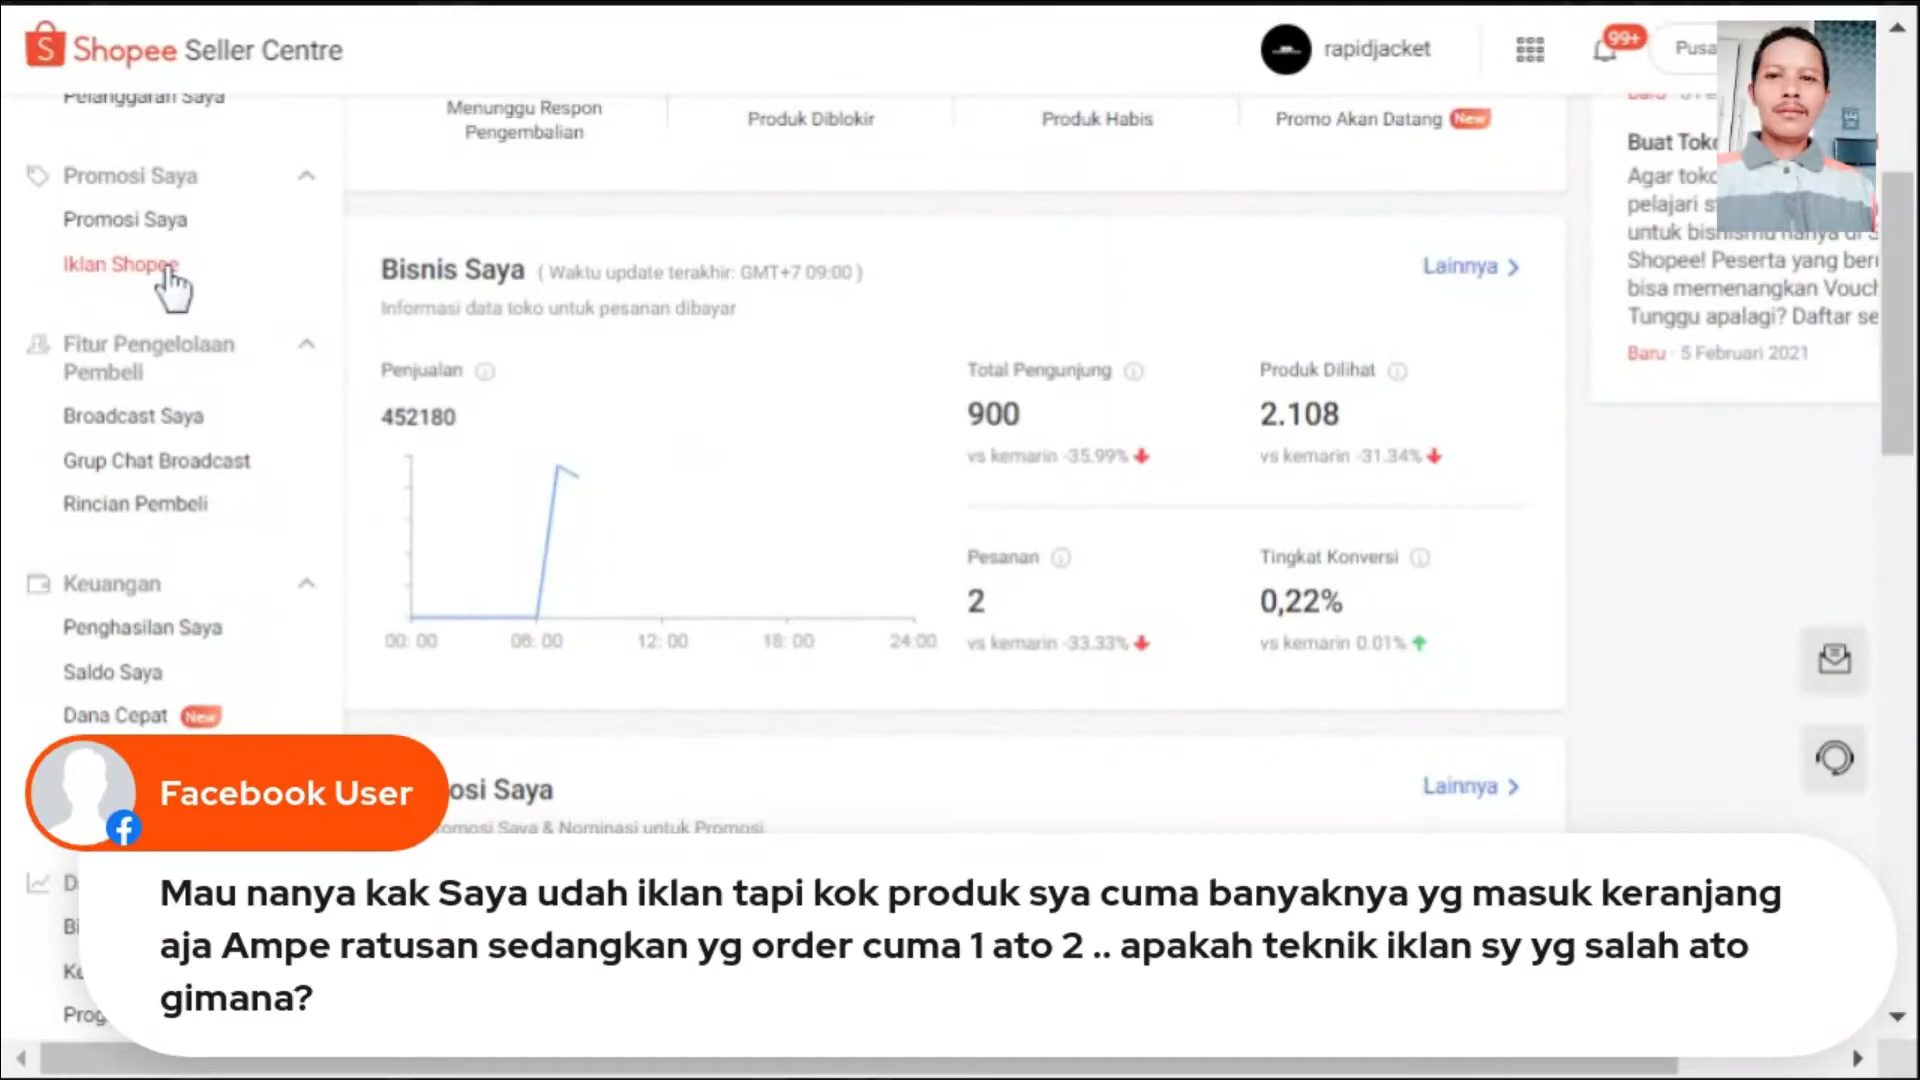 Shopee Seller Centre
rapidjacket
99+
Pelanggaran Saya
Promosi Saya
Promosi Saya
Iklan Shopee
Fitur Pengelolaan
Pembeli
Broadcast Saya
Grup Chat Broadcast
Rincian Pembeli
Keuangan
Penghasilan Saya
Saldo Saya
Dana Cepat New
Menunggu Respon
Pengembalian
Produk Diblokir
Produk Habis
Promo Akan Datang New
Bisnis Saya ( Waktu update terakhir: GMT+7 09:00 )
Lainnya
Informasi data toko untuk pesanan dibayar
Penjualan
452180
00: 00 06: 00 12: 00 18: 00 24: 00
Total Pengunjung
900
vs kemarin -35.99%
Produk Dilihat
2.108
vs kemarin -31.34%
Pesanan
2
vs kemarin -33.33%
Tingkat Konversi
0,22%
vs kemarin 0.01%
Saya
Lainnya
Saya & Nominasi untuk Promosi
Buat
Agar
pelajari
untuk
Shopee! Peserta yang
bisa memenangkan
Tunggu apalagi? Daftar
Baru · 5 Februari 2021
Facebook User
Mau nanya kak Saya udah iklan tapi kok produk sya cuma banyaknya yg masuk keranjang
aja Ampe ratusan sedangkan yg order cuma 1 ato 2 .. apakah teknik iklan sy yg salah ato
gimana?